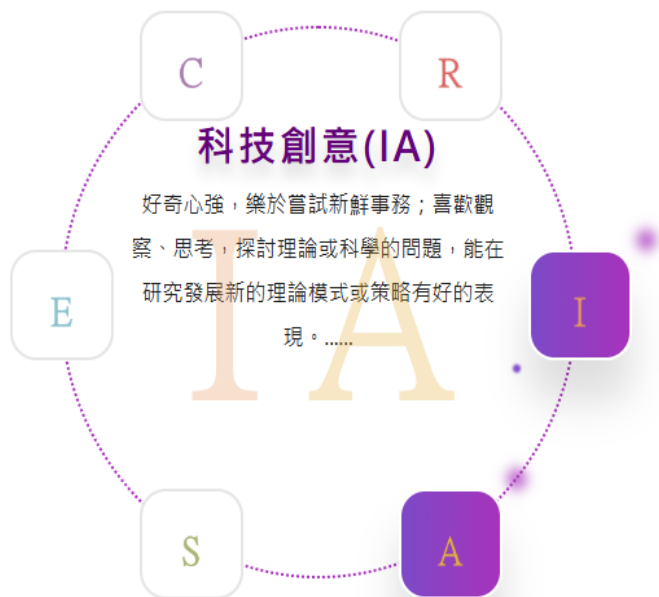 C
R
科技創意(IA)
好奇心強，樂於嘗試新鮮事務；喜歡觀
察、思考，探討理論或科學的問題，能在
研究發展新的理論模式或策略有好的表
現。......
IA
E
I
S
A